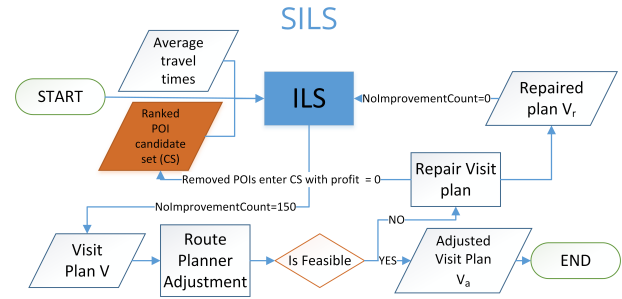 SILS
Average
travel
times
START
ILS
NoImprovementCount=0
Repaired
plan Vr
Ranked
POI
candidate
set (CS)
Removed POIs enter CS with profit = 0
Repair Visit
plan
NoImprovementCount=150
NO
Visit
Plan V
Route
Planner
Adjustment
Is Feasible
YES
Adjusted
Visit Plan
Va
END